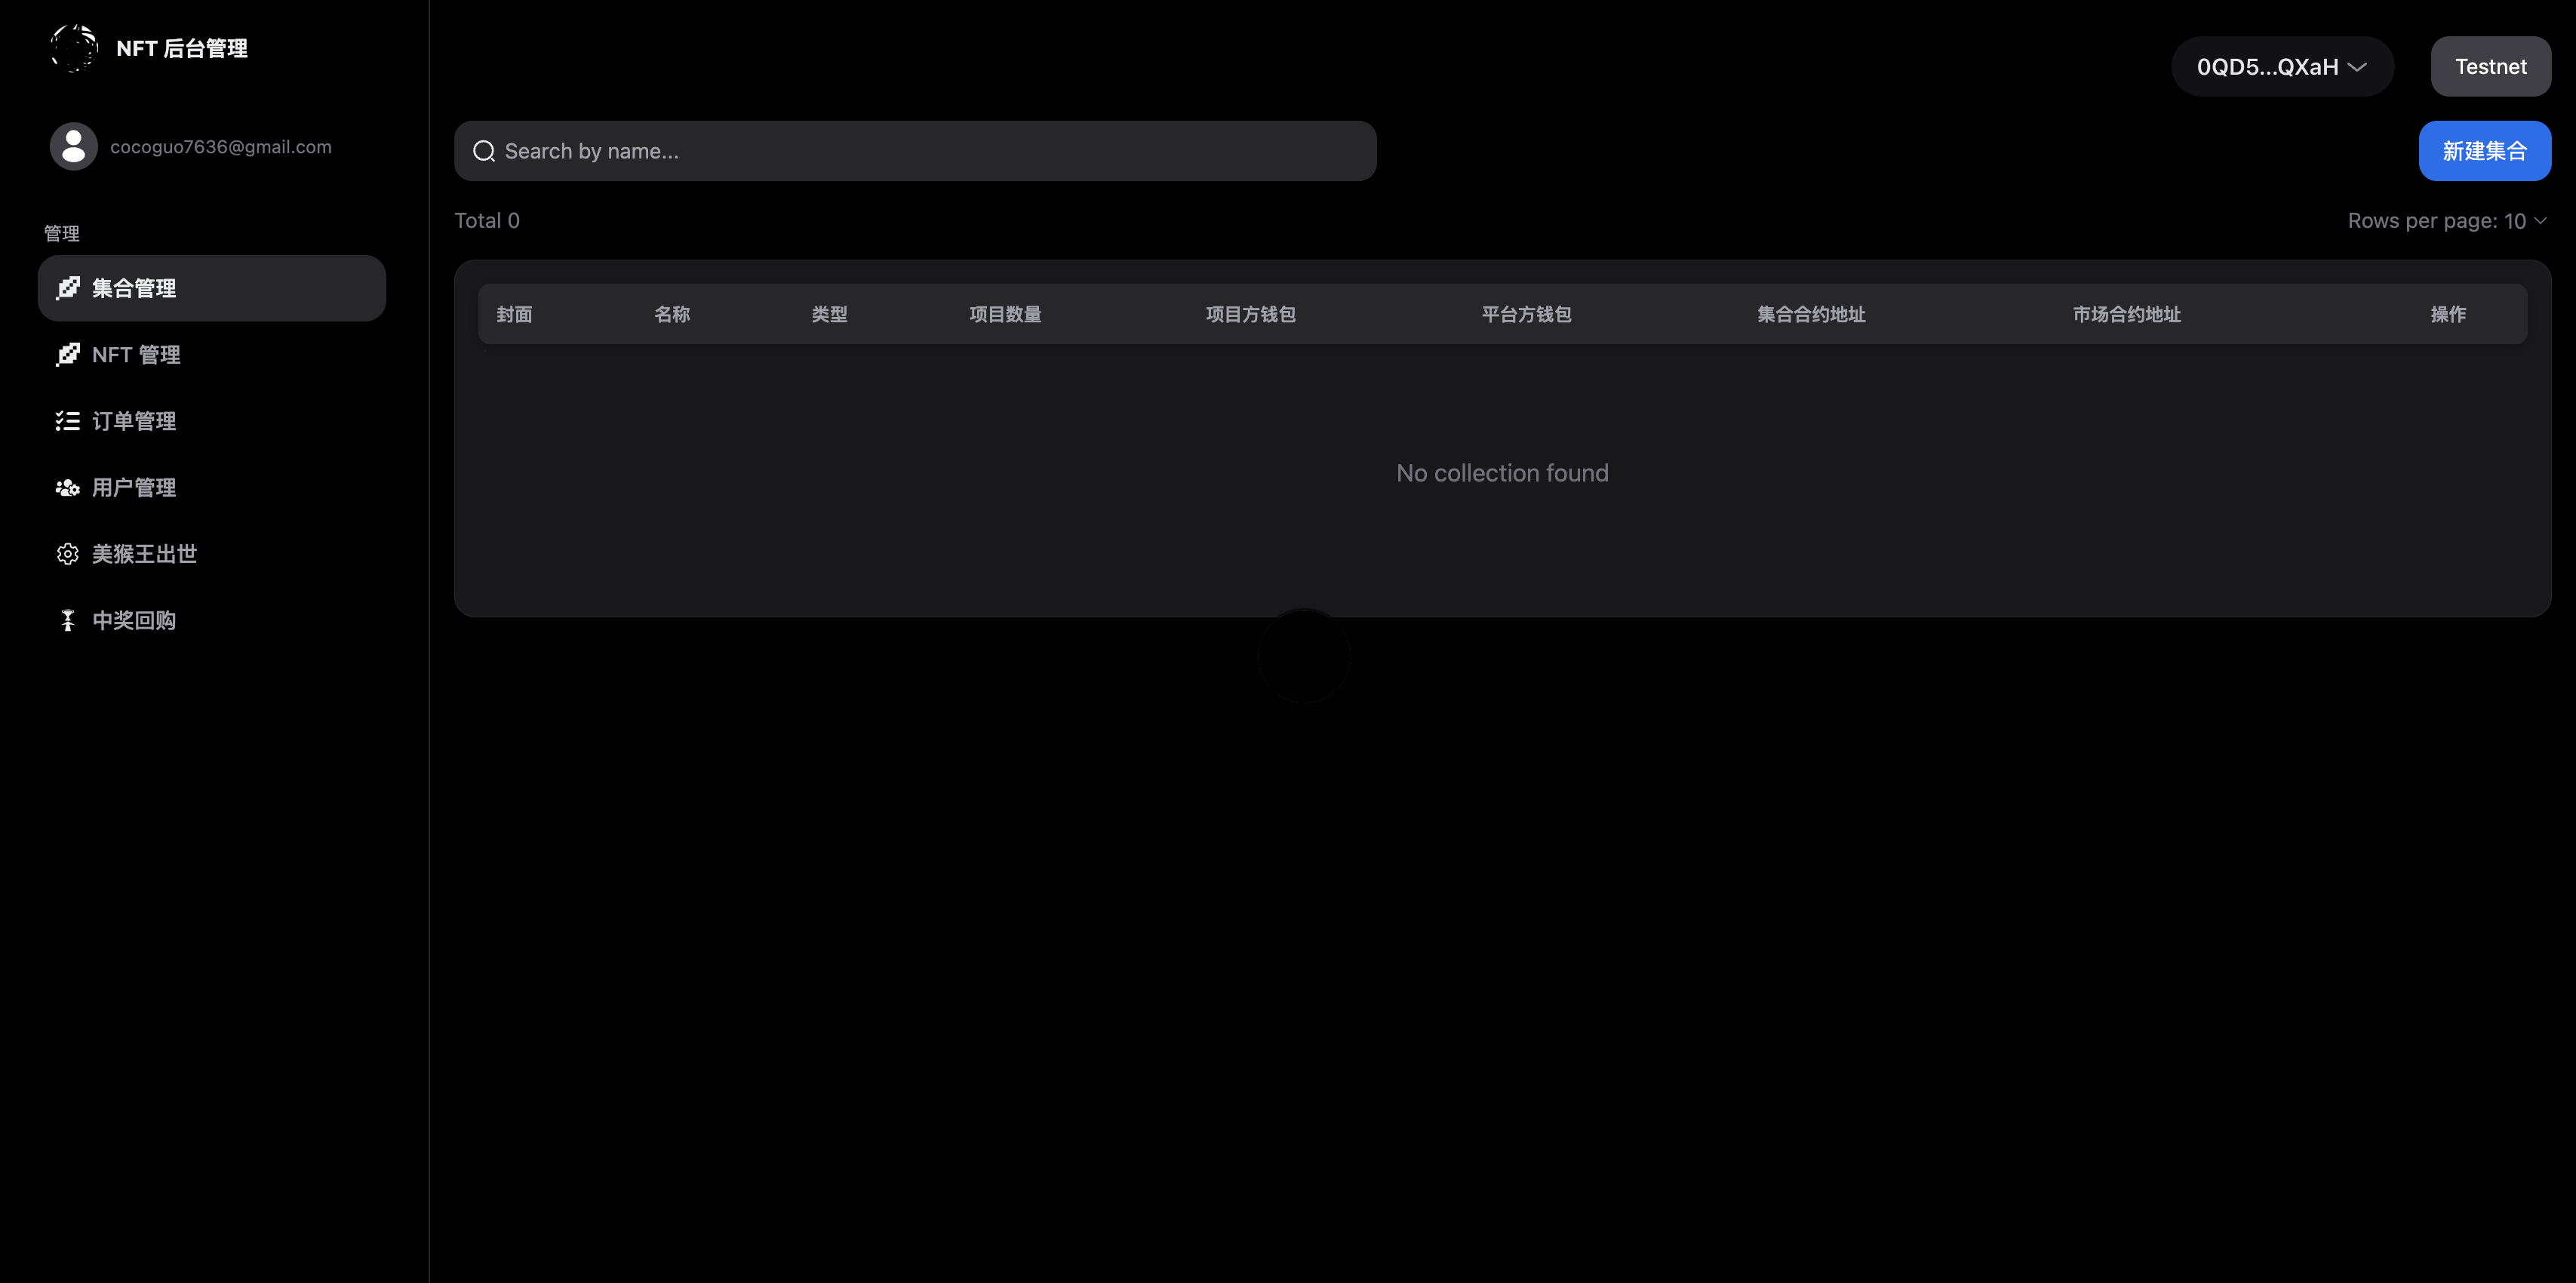 NFT 后台管理
cocoguo7636@gmail.com
管理
集合管理
NFT 管理
订单管理
用户管理
美猴王出世
中奖回购
0QD5...QXaH
Testnet
Search by name...
新建集合
Total 0
Rows per page: 10
封面 名称 类型 项目数量 项目方钱包 平台方钱包 集合合约地址 市场合约地址 操作
No collection found